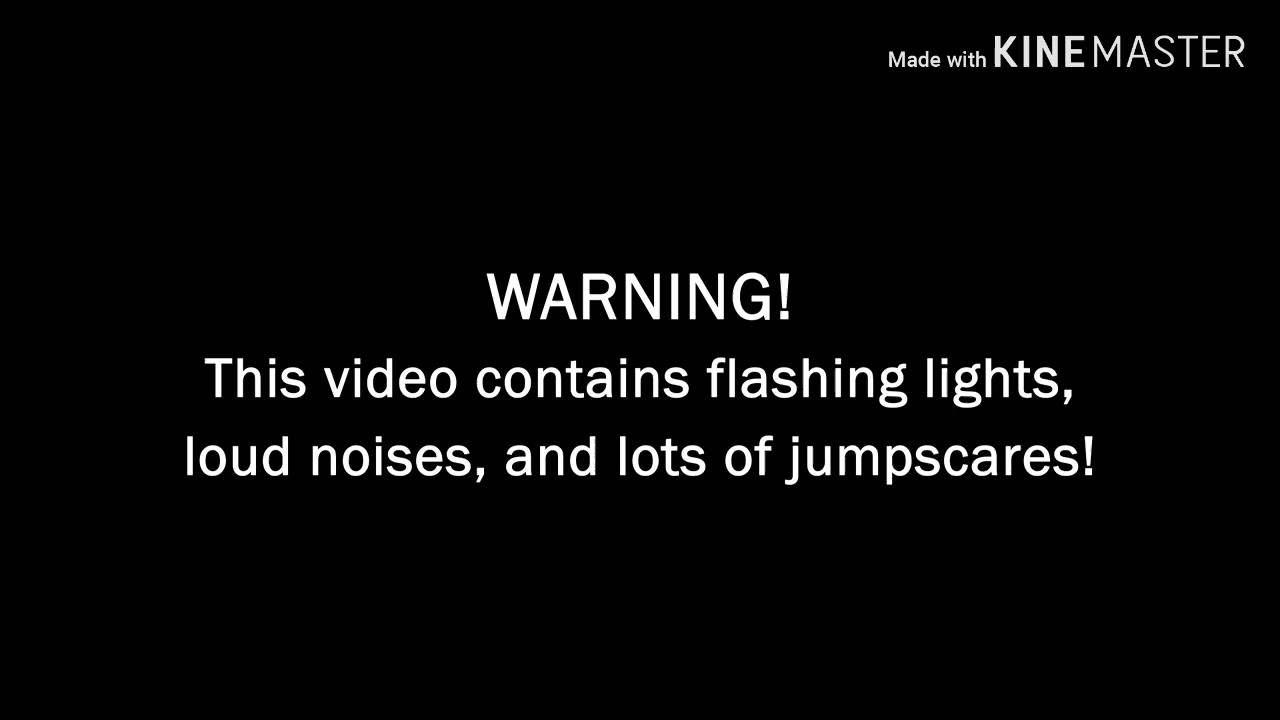 Made with KINEMASTER
WARNING!
This video contains flashing lights,
loud noises, and lots of jumpscares!